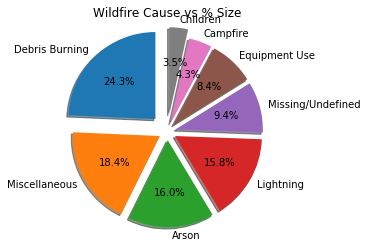 Wildfire Cause vs % Size
Children
Campfire
Debris Burning
Equipment Use
3.5%
4.3%
24.3%
8.4%
Missing/Undefined
9.4%
18.4%
15.8%
Miscellaneous
16.0%
Lightning
Arson